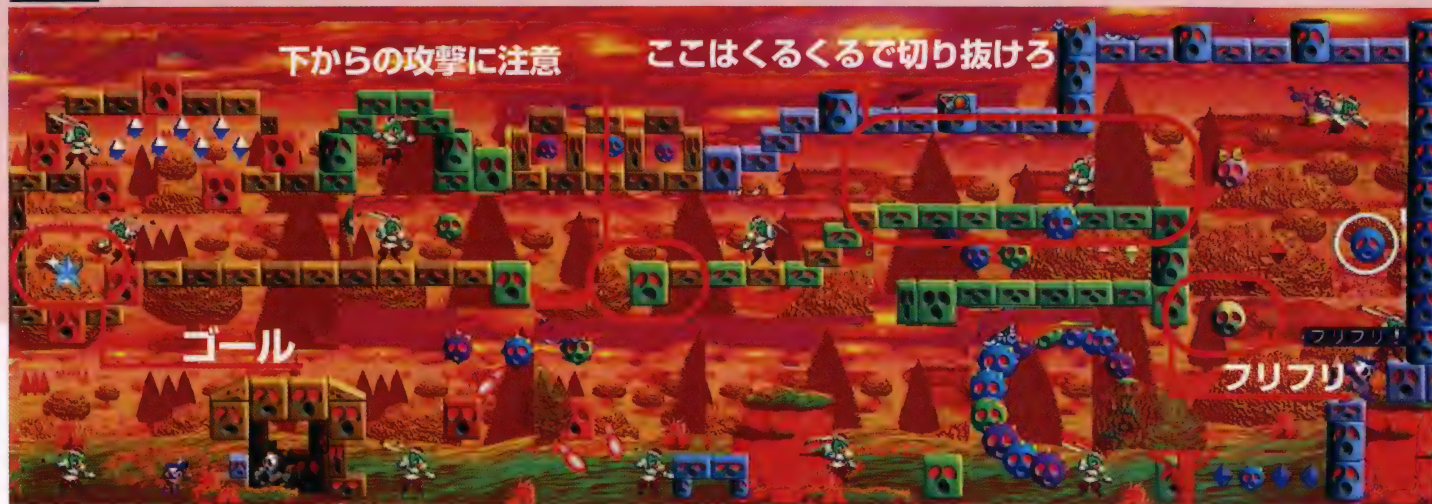 下からの攻撃に注意
ここはくるくるで切り抜けろ
ゴール
フリフリ！
フリフリ